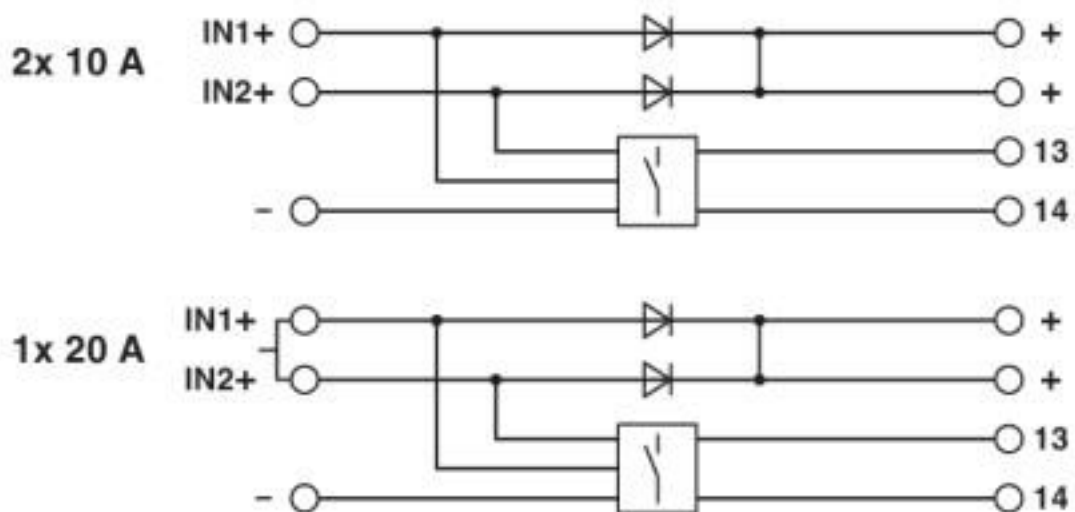 IN1+ +
2x 10 A
IN2+ +
13
– 14
IN1+ +
1x 20 A
IN2+ +
13
– 14